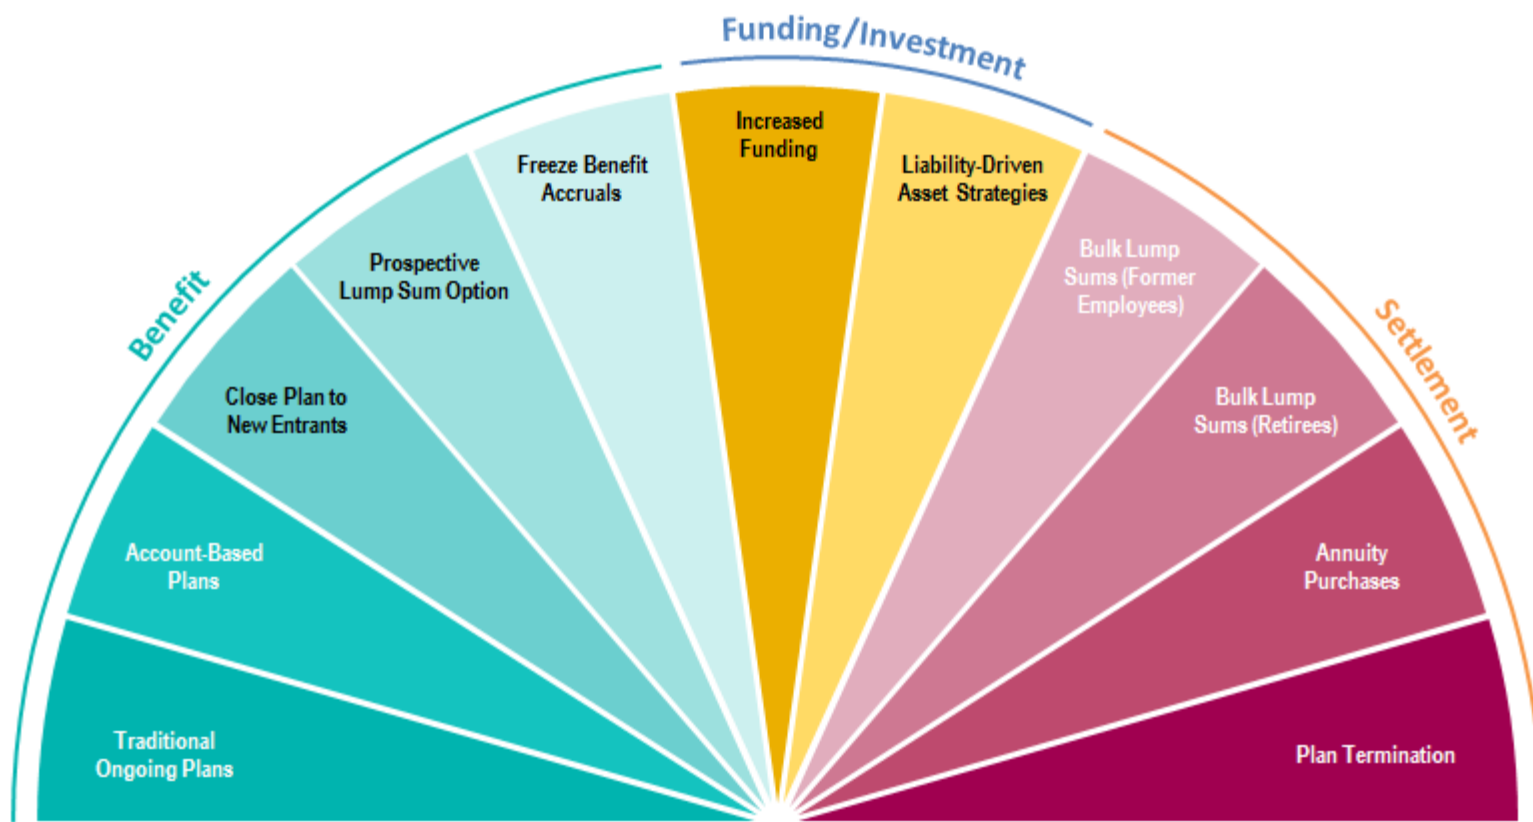 Funding/Investment
Benefit
Settlement
Traditional
Ongoing Plans
Account-Based
Plans
Close Plan to
New Entrants
Prospective
Lump Sum Option
Freeze Benefit
Accruals
Increased
Funding
Liability-Driven
Asset Strategies
Bulk Lump
Sums (Former
Employees)
Bulk Lump
Sums (Retirees)
Annuity
Purchases
Plan Termination